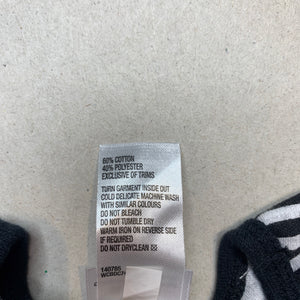 60% COTTON
40% POLYESTER
EXCLUSIVE OF TRIMS
TURN GARMENT INSIDE OUT
COLD DELICATE MACHINE WASH
WITH SIMILAR COLOURS
DO NOT BLEACH
DO NOT TUMBLE DRY
WARM IRON ON REVERSE SIDE
IF REQUIRED
DO NOT DRYCLEAN
140785